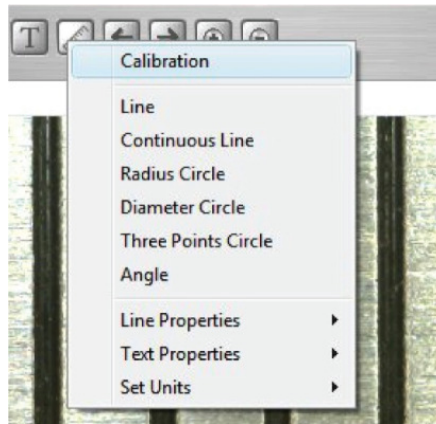 T
Calibration
Line
Continuous Line
Radius Circle
Diameter Circle
Three Points Circle
Angle
Line Properties
Text Properties
Set Units